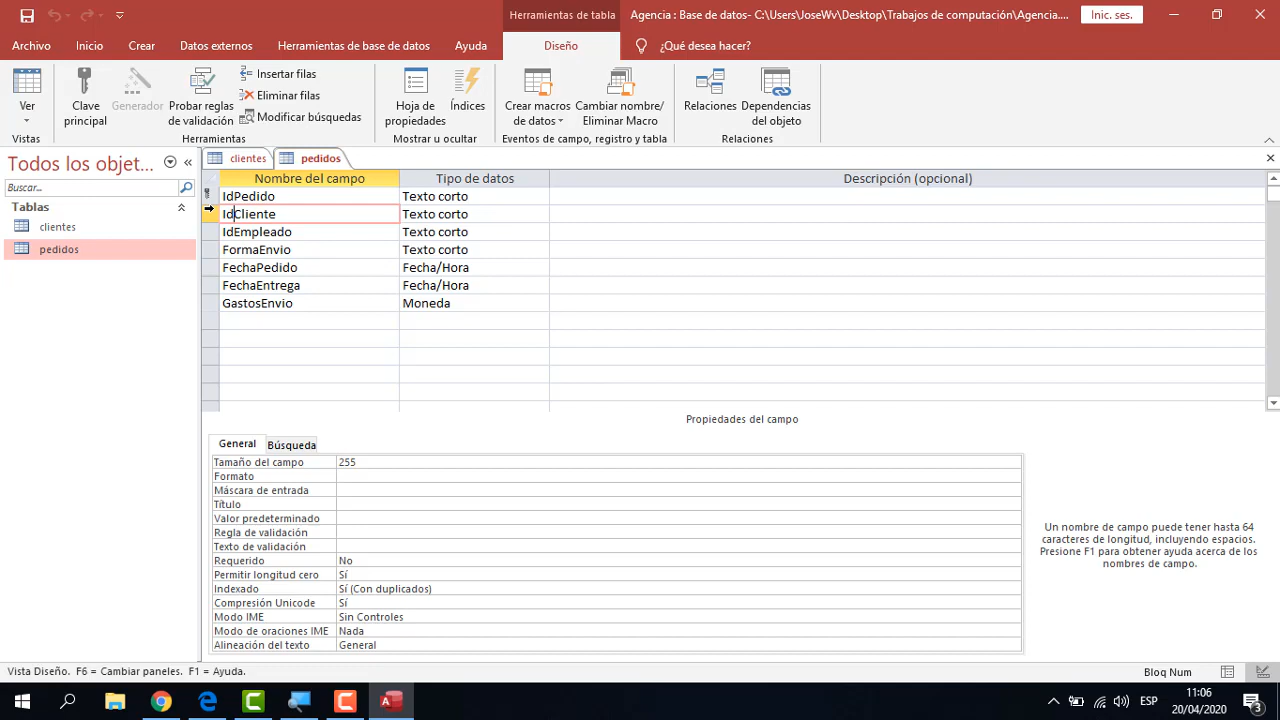 Herramientas de tabla
Agencia : Base de datos- C:\Users\JoseWv\Desktop\Trabajos de computación\Agencia....
Inic. ses.
Archivo
Inicio
Crear
Datos externos
Herramientas de base de datos
Ayuda
Diseño
¿Qué desea hacer?
Ver
Clave principal
Generador
Probar reglas de validación
Insertar filas
Eliminar filas
Modificar búsquedas
Hoja de propiedades
Índices
Crear macros de datos
Cambiar nombre/ Eliminar Macro
Relaciones
Dependencias del objeto
Vistas
Herramientas
Mostrar u ocultar
Eventos de campo, registro y tabla
Relaciones
Todos los objet...
Buscar...
Tablas
clientes
pedidos
clientes
pedidos
Nombre del campo
Tipo de datos
Descripción (opcional)
IdPedido Texto corto
IdCliente Texto corto
IdEmpleado Texto corto
FormaEnvio Texto corto
FechaPedido Fecha/Hora
FechaEntrega Fecha/Hora
GastosEnvio Moneda
Propiedades del campo
General
Búsqueda
Tamaño del campo 255
Formato
Máscara de entrada
Título
Valor predeterminado
Regla de validación
Texto de validación
Requerido No
Permitir longitud cero Sí
Indexado Sí (Con duplicados)
Compresión Unicode Sí
Modo IME Sin Controles
Modo de oraciones IME Nada
Alineación del texto General
Un nombre de campo puede tener hasta 64
caracteres de longitud, incluyendo espacios.
Presione F1 para obtener ayuda acerca de los
nombres de campo.
Vista Diseño. F6 = Cambiar paneles. F1 = Ayuda.
Bloq Num
ESP
11:06
20/04/2020
3